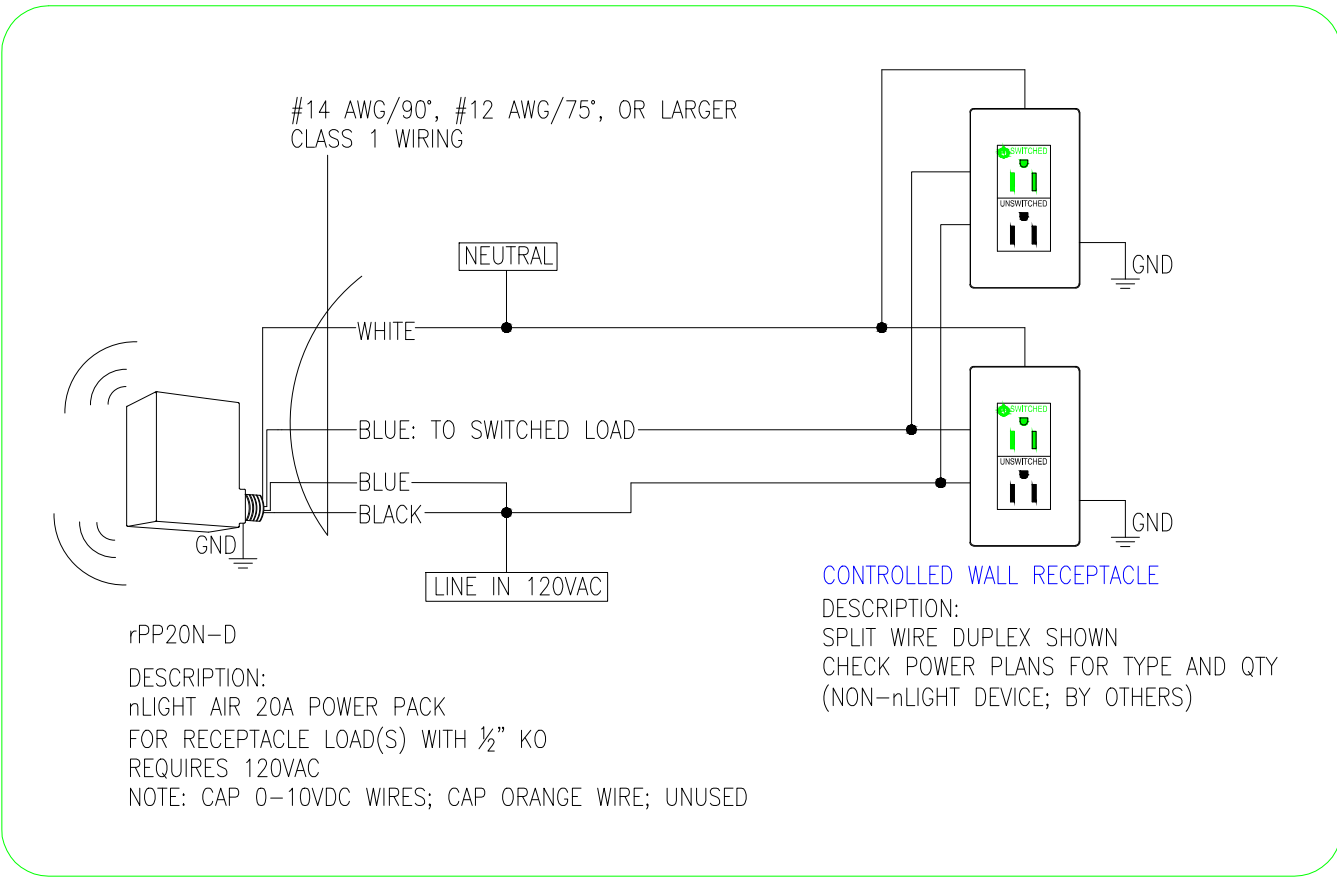 #14 AWG/90°, #12 AWG/75°, OR LARGER
CLASS 1 WIRING
SWITCHED
UNSWITCHED
NEUTRAL
GND
WHITE
SWITCHED
BLUE: TO SWITCHED LOAD
UNSWITCHED
BLUE
BLACK
GND
GND
LINE IN 120VAC
rPP20N-D
DESCRIPTION:
nLIGHT AIR 20A POWER PACK
FOR RECEPTACLE LOAD(S) WITH ½" KO
REQUIRES 120VAC
NOTE: CAP 0-10VDC WIRES; CAP ORANGE WIRE; UNUSED
CONTROLLED WALL RECEPTACLE
DESCRIPTION:
SPLIT WIRE DUPLEX SHOWN
CHECK POWER PLANS FOR TYPE AND QTY
(NON-nLIGHT DEVICE; BY OTHERS)